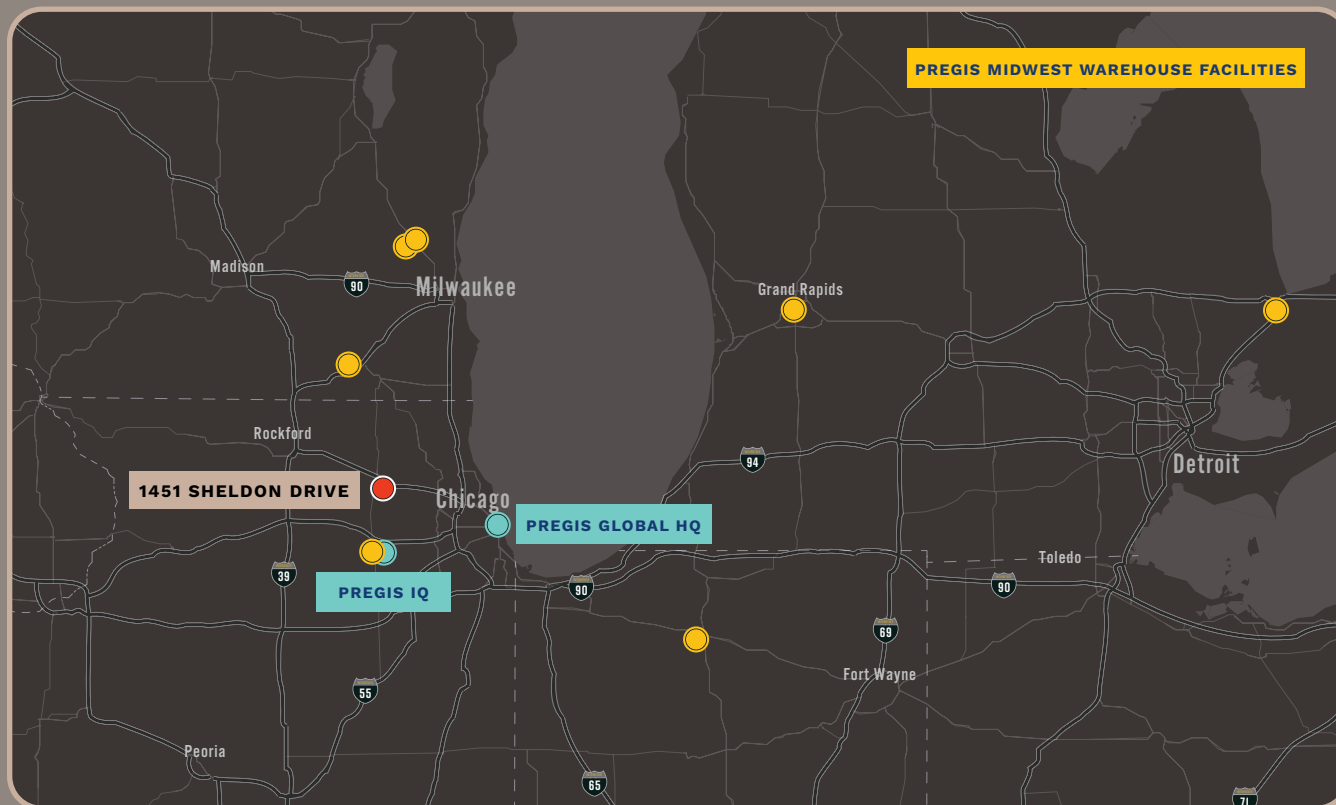 PREGIS MIDWEST WAREHOUSE FACILITIES
Madison
90
Milwaukee
Grand Rapids
Rockford
94
Detroit
1451 SHELDON DRIVE
Chicago
PREGIS GLOBAL HQ
Toledo
39
PREGIS IQ
90
90
69
Fort Wayne
55
Peoria
65
71